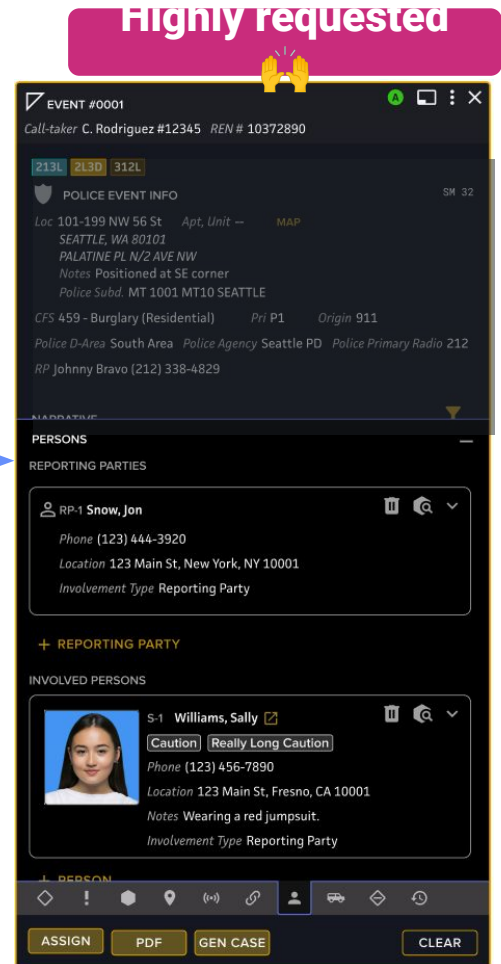 Highly requested
🙌
EVENT #0001
A
Call-taker C. Rodriguez #12345 REN # 10372890
213L 2L3D 312L
POLICE EVENT INFO SM 32
Loc 101-199 NW 56 St Apt, Unit -- MAP
SEATTLE, WA 80101
PALATINE PL N/2 AVE NW
Notes Positioned at SE corner
Police Subd. MT 1001 MT10 SEATTLE
CFS 459 - Burglary (Residential) Pri P1 Origin 911
Police D-Area South Area Police Agency Seattle PD Police Primary Radio 212
RP Johnny Bravo (212) 338-4829
NARRATIVE
PERSONS
REPORTING PARTIES
RP-1 Snow, Jon
Phone (123) 444-3920
Location 123 Main St, New York, NY 10001
Involvement Type Reporting Party
+ REPORTING PARTY
INVOLVED PERSONS
S-1 Williams, Sally
Caution Really Long Caution
Phone (123) 456-7890
Location 123 Main St, Fresno, CA 10001
Notes Wearing a red jumpsuit.
Involvement Type Reporting Party
+ PERSON
ASSIGN PDF GEN CASE CLEAR